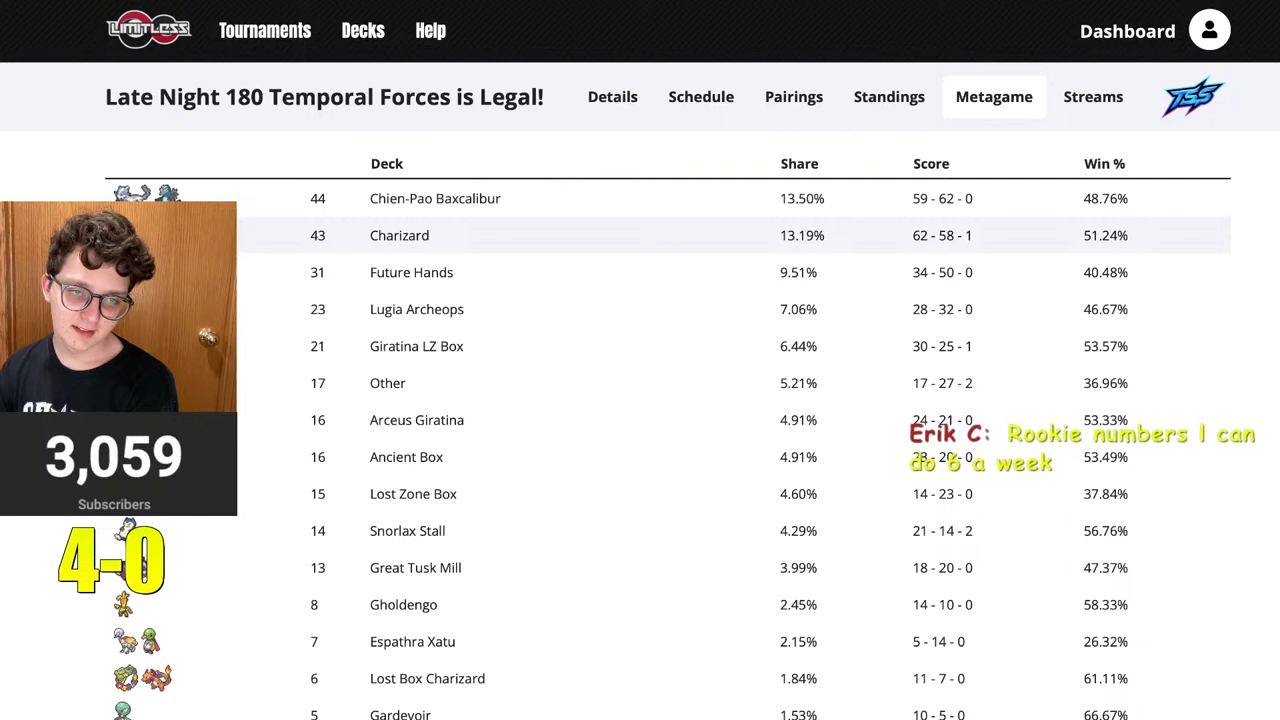 LIMITLESS Tournaments Decks Help Dashboard
Late Night 180 Temporal Forces is Legal! Details Schedule Pairings Standings Metagame Streams TSS
Deck Share Score Win %
44 Chien-Pao Baxcalibur 13.50% 59 - 62 - 0 48.76%
43 Charizard 13.19% 62 - 58 - 1 51.24%
31 Future Hands 9.51% 34 - 50 - 0 40.48%
23 Lugia Archeops 7.06% 28 - 32 - 0 46.67%
21 Giratina LZ Box 6.44% 30 - 25 - 1 53.57%
17 Other 5.21% 17 - 27 - 2 36.96%
16 Arceus Giratina 4.91% 24 - 21 - 0 53.33%
Erik C: Rookie numbers I can
do 6 a week
16 Ancient Box 4.91% 53.49%
15 Lost Zone Box 4.60% 14 - 23 - 0 37.84%
14 Snorlax Stall 4.29% 21 - 14 - 2 56.76%
13 Great Tusk Mill 3.99% 18 - 20 - 0 47.37%
8 Gholdengo 2.45% 14 - 10 - 0 58.33%
7 Espathra Xatu 2.15% 5 - 14 - 0 26.32%
6 Lost Box Charizard 1.84% 11 - 7 - 0 61.11%
5 Gardevoir 1.53% 10 - 5 - 0 66.67%
3,059
Subscribers
4-0